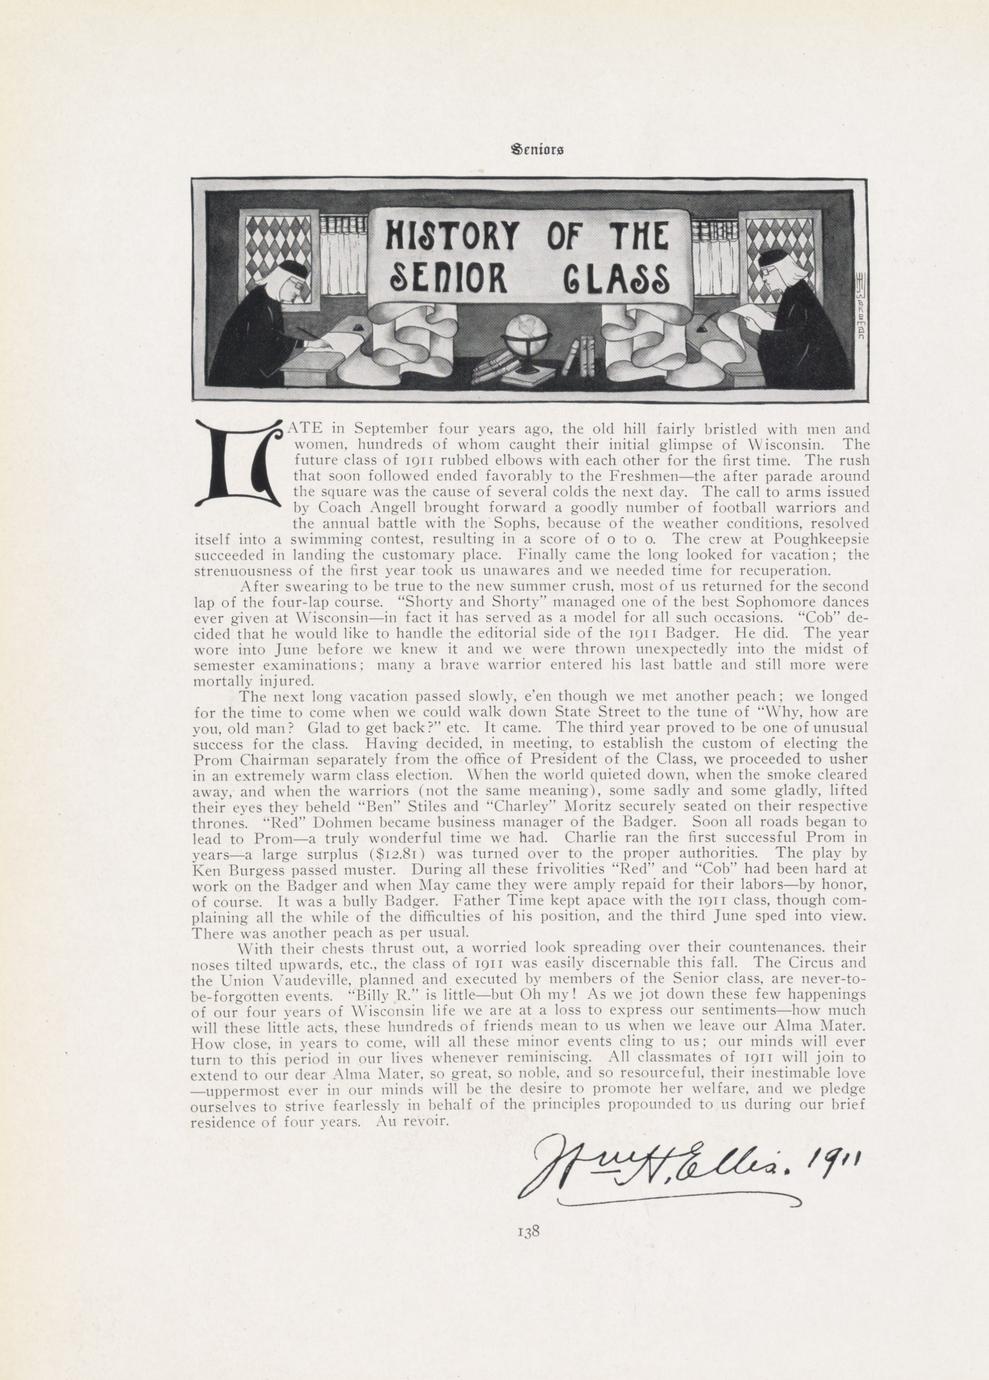 Seniors
HISTORY OF THE
SENIOR CLASS
LATE in September four years ago, the old hill fairly bristled with men and
women, hundreds of whom caught their initial glimpse of Wisconsin. The
future class of 1911 rubbed elbows with each other for the first time. The rush
that soon followed ended favorably to the Freshmen—the after parade around
the square was the cause of several colds the next day. The call to arms issued
by Coach Angell brought forward a goodly number of football warriors and
the annual battle with the Sophs, because of the weather conditions, resolved
itself into a swimming contest, resulting in a score of 0 to 0. The crew at Poughkeepsie
succeeded in landing the customary place. Finally came the long looked for vacation; the
strenuousness of the first year took us unawares and we needed time for recuperation.
After swearing to be true to the new summer crush, most of us returned for the second
lap of the four-lap course. “Shorty and Shorty” managed one of the best Sophomore dances
ever given at Wisconsin—in fact it has served as a model for all such occasions. “Cob” de-
cided that he would like to handle the editorial side of the 1911 Badger. He did. The year
wore into June before we knew it and we were thrown unexpectedly into the midst of
semester examinations; many a brave warrior entered his last battle and still more were
mortally injured.
The next long vacation passed slowly, e'en though we met another peach; we longed
for the time to come when we could walk down State Street to the tune of “Why, how are
you, old man? Glad to get back?” etc. It came. The third year proved to be one of unusual
success for the class. Having decided, in meeting, to establish the custom of electing the
Prom Chairman separately from the office of President of the Class, we proceeded to usher
in an extremely warm class election. When the world quieted down, when the smoke cleared
away, and when the warriors (not the same meaning), some sadly and some gladly, lifted
their eyes they beheld “Ben” Stiles and “Charley” Moritz securely seated on their respective
thrones. “Red” Dohmen became business manager of the Badger. Soon all roads began to
lead to Prom—a truly wonderful time we had. Charlie ran the first successful Prom in
years—a large surplus ($12.81) was turned over to the proper authorities. The play by
Ken Burgess passed muster. During all these frivolities “Red” and “Cob” had been hard at
work on the Badger and when May came they were amply repaid for their labors—by honor,
of course. It was a bully Badger. Father Time kept apace with the 1911 class, though com-
plaining all the while of the difficulties of his position, and the third June sped into view.
There was another peach as per usual.
With their chests thrust out, a worried look spreading over their countenances. their
noses tilted upwards, etc., the class of 1911 was easily discernable this fall. The Circus and
the Union Vaudeville, planned and executed by members of the Senior class, are never-to-
be-forgotten events. “Billy R.” is little—but Oh my! As we jot down these few happenings
of our four years of Wisconsin life we are at a loss to express our sentiments—how much
will these little acts, these hundreds of friends mean to us when we leave our Alma Mater.
How close, in years to come, will all these minor events cling to us; our minds will ever
turn to this period in our lives whenever reminiscing. All classmates of 1911 will join to
extend to our dear Alma Mater, so great, so noble, and so resourceful, their inestimable love
—uppermost ever in our minds will be the desire to promote her welfare, and we pledge
ourselves to strive fearlessly in behalf of the principles propounded to us during our brief
residence of four years. Au revoir.
Wm H. Ellis. 1911
138